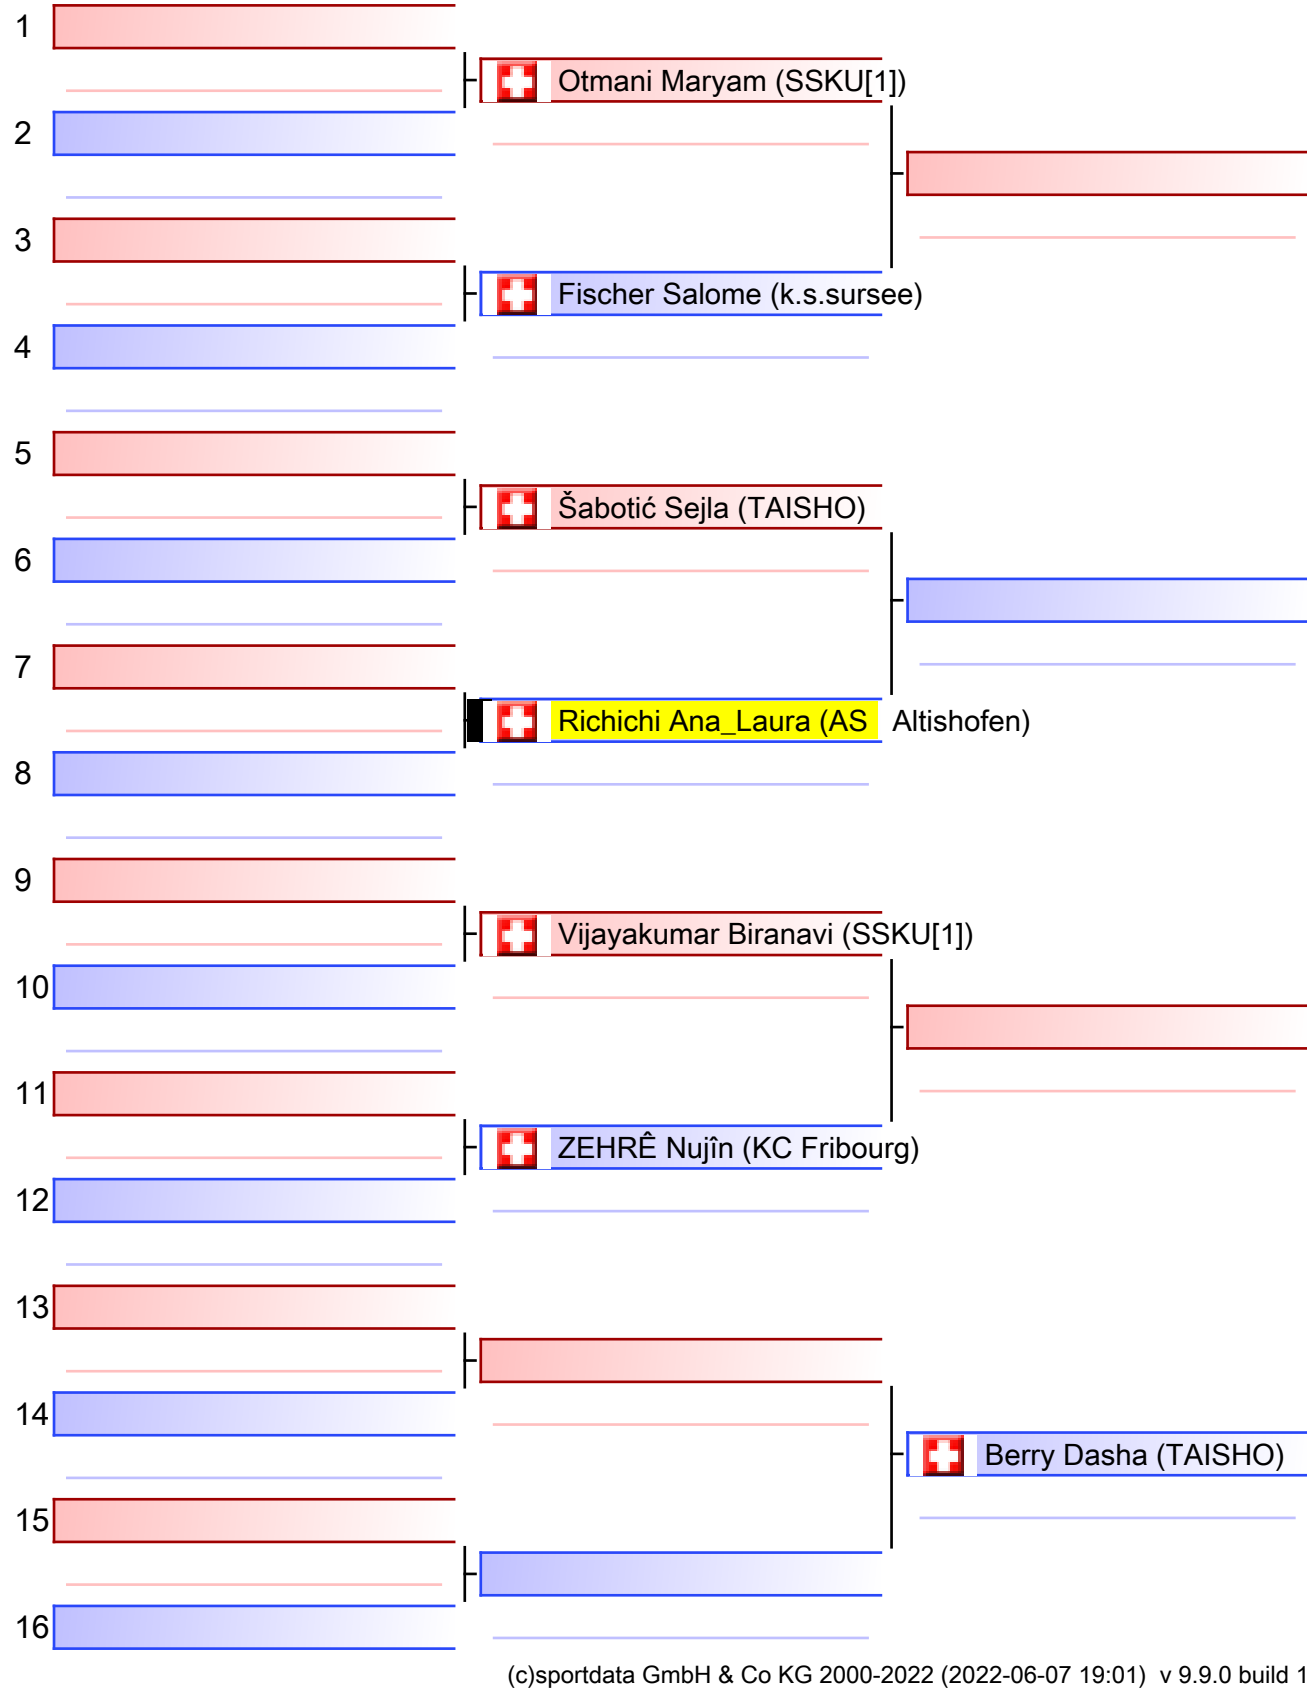 1
Otmani Maryam (SSKU[1])
2
3
Fischer Salome (k.s.sursee)
4
5
Šabotić Sejla (TAISHO)
6
7
Richichi Ana_Laura (AS Altishofen)
8
9
Vijayakumar Biranavi (SSKU[1])
10
11
ZEHRÊ Nujîn (KC Fribourg)
12
13
14
Berry Dasha (TAISHO)
15
16
(c)sportdata GmbH & Co KG 2000-2022 (2022-06-07 19:01) v 9.9.0 build 1